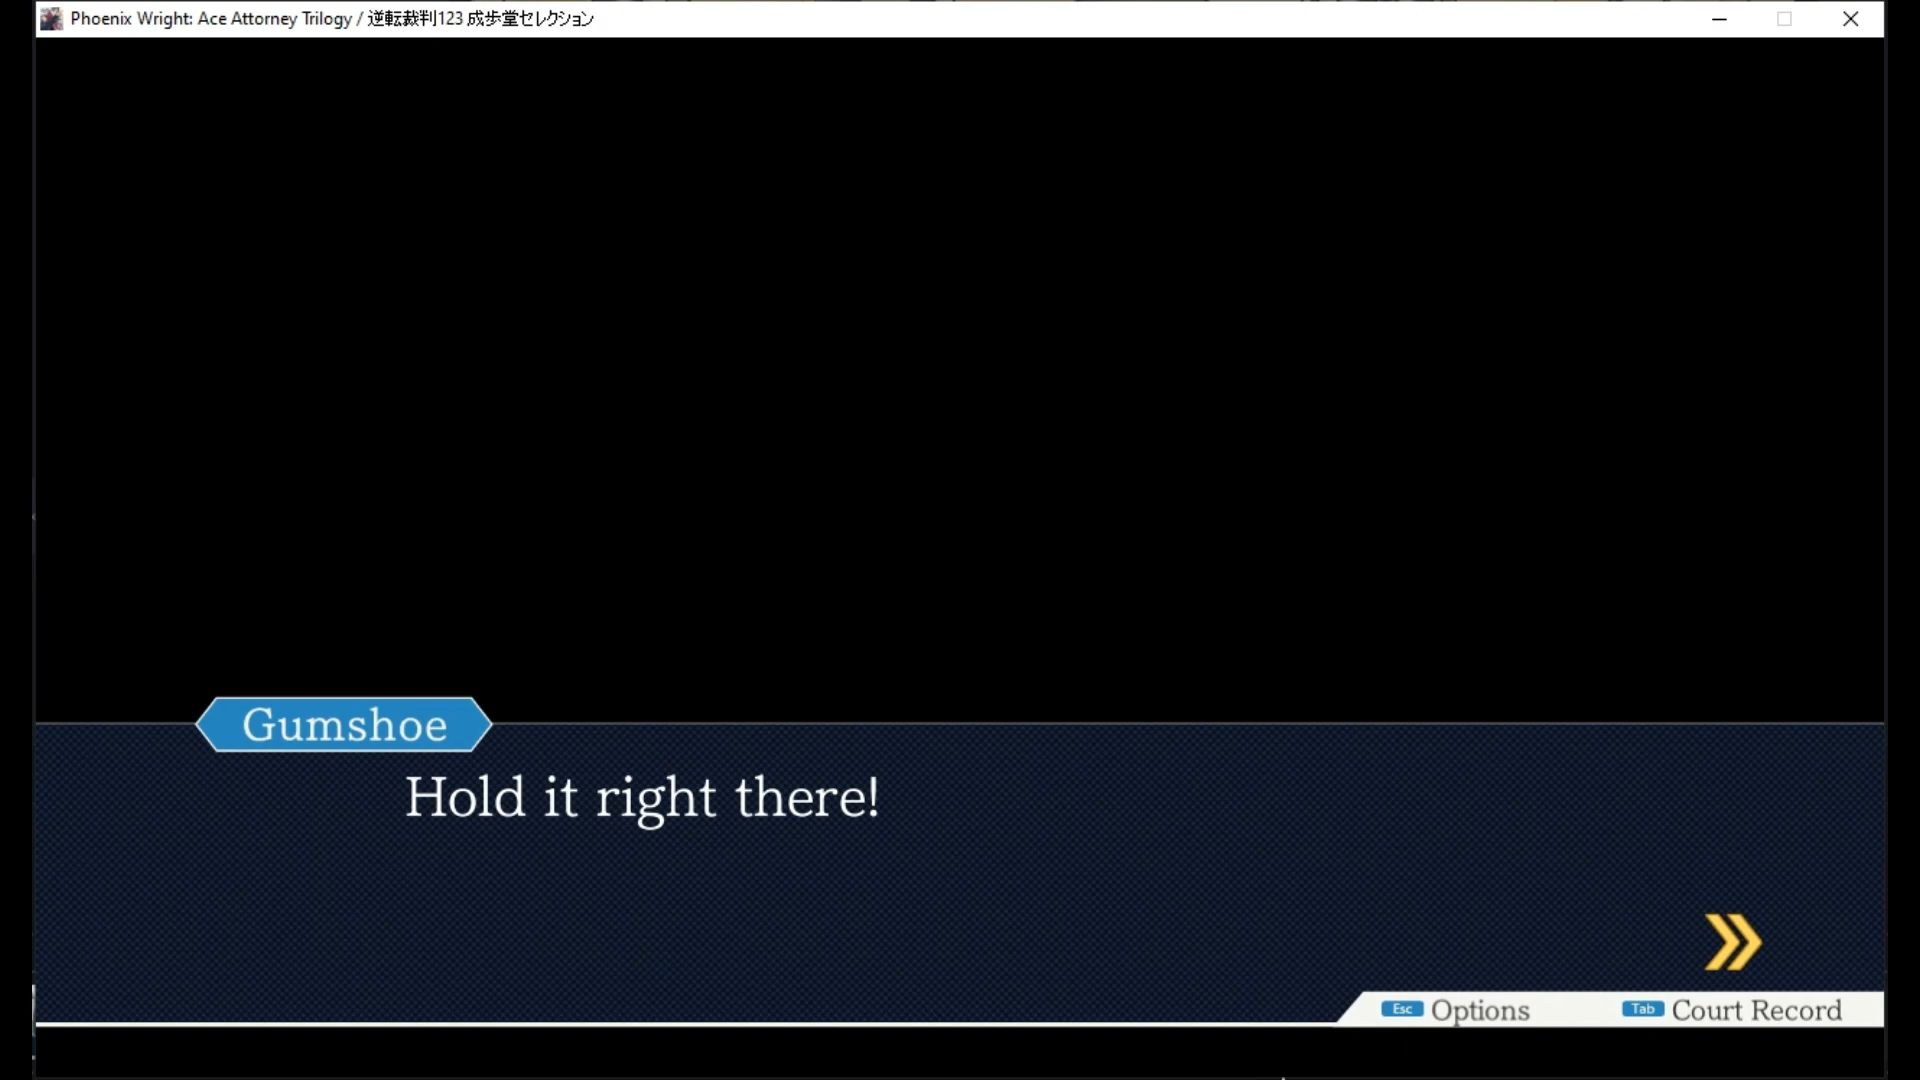 Phoenix Wright: Ace Attorney Trilogy / 逆転裁判123 成歩堂セレクション
Gumshoe
Hold it right there!
Esc Options Tab Court Record